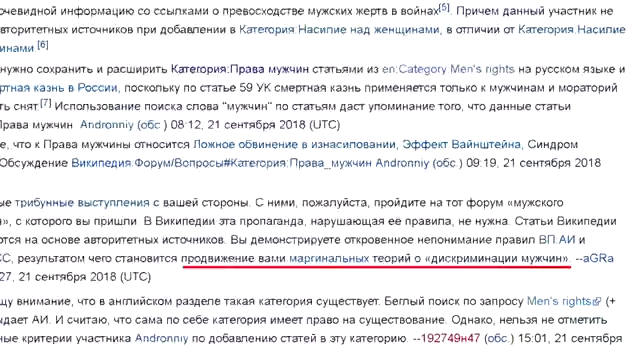 очевидной информацию со ссылками о превосходстве мужских жертв в войнах[5]. Причем данный участник не
авторитетных источников при добавлении в Категория:Насилие над женщинами, в отличии от Категория:Насилие
инами.[6]
нужно сохранить и расширить Категория:Права мужчин статьями из en:Category Men's rights на русском языке и
ртная казнь в России, поскольку по статье 59 УК смертная казнь применяется только к мужчинам и мораторий
ть снят.[7] Использование поиска слова "мужчин" по статьям даст упоминание того, что данные статьи
Права мужчин Andronniy (обс.) 08:12, 21 сентября 2018 (UTC)
е, что к Права мужчины относится Ложное обвинение в изнасиловании, Эффект Вайнштейна, Синдром
Обсуждение Википедия:Форум/Вопросы#Категория:Права_мужчин Andronniy (обс.) 09:19, 21 сентября 2018
ые трибунные выступления с вашей стороны. С ними, пожалуйста, пройдите на тот форум «мужского
», с которого вы пришли В Википедии эта пропаганда, нарушающая её правила, не нужна. Статьи Википедии
отся на основе авторитетных источников. Вы демонстрируете откровенное непонимание правил ВП:АИ и
СС, результатом чего становится продвижение вами маргинальных теорий о «дискриминации мужчин». --aGRa
27, 21 сентября 2018 (UTC)
щу внимание, что в английском разделе такая категория существует. Беглый поиск по запросу Men's rights (+
ыдает АИ. И считаю, что сама по себе категория имеет право на существование. Однако, нельзя не отметить
ные критерии участника Andronniy по добавлению статей в эту категорию. --192749н47 (обс.) 15:01, 21 сентября